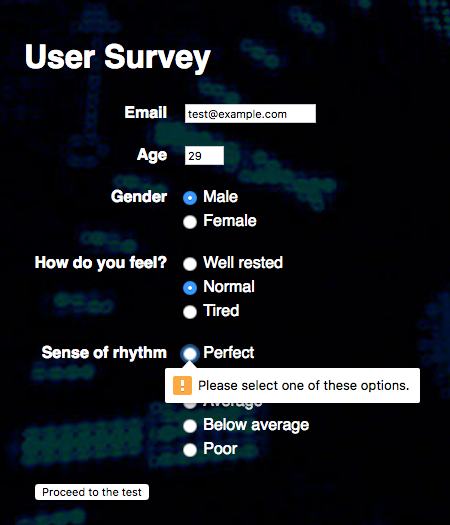 User Survey
Email
test@example.com
Age
29
Gender
Male
Female
How do you feel?
Well rested
Normal
Tired
Sense of rhythm
Perfect
Please select one of these options.
Average
Below average
Poor
Proceed to the test